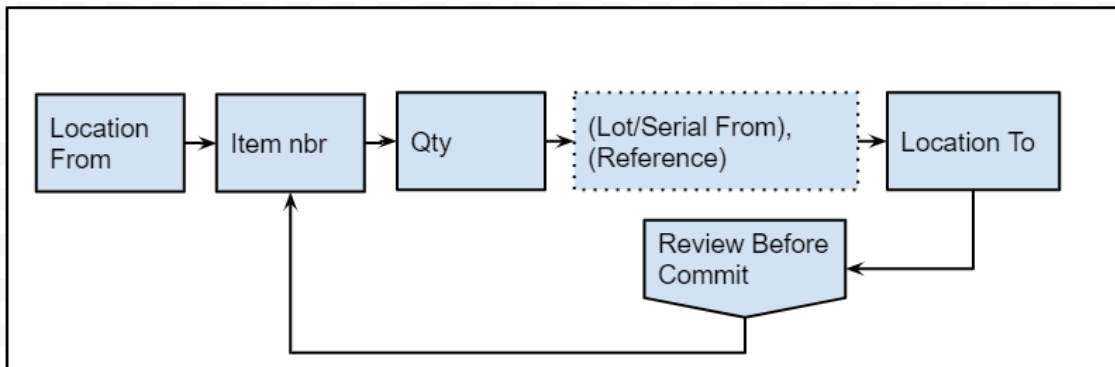 Location
From
Item nbr
Qty
(Lot/Serial From),
(Reference)
Location To
Review Before
Commit